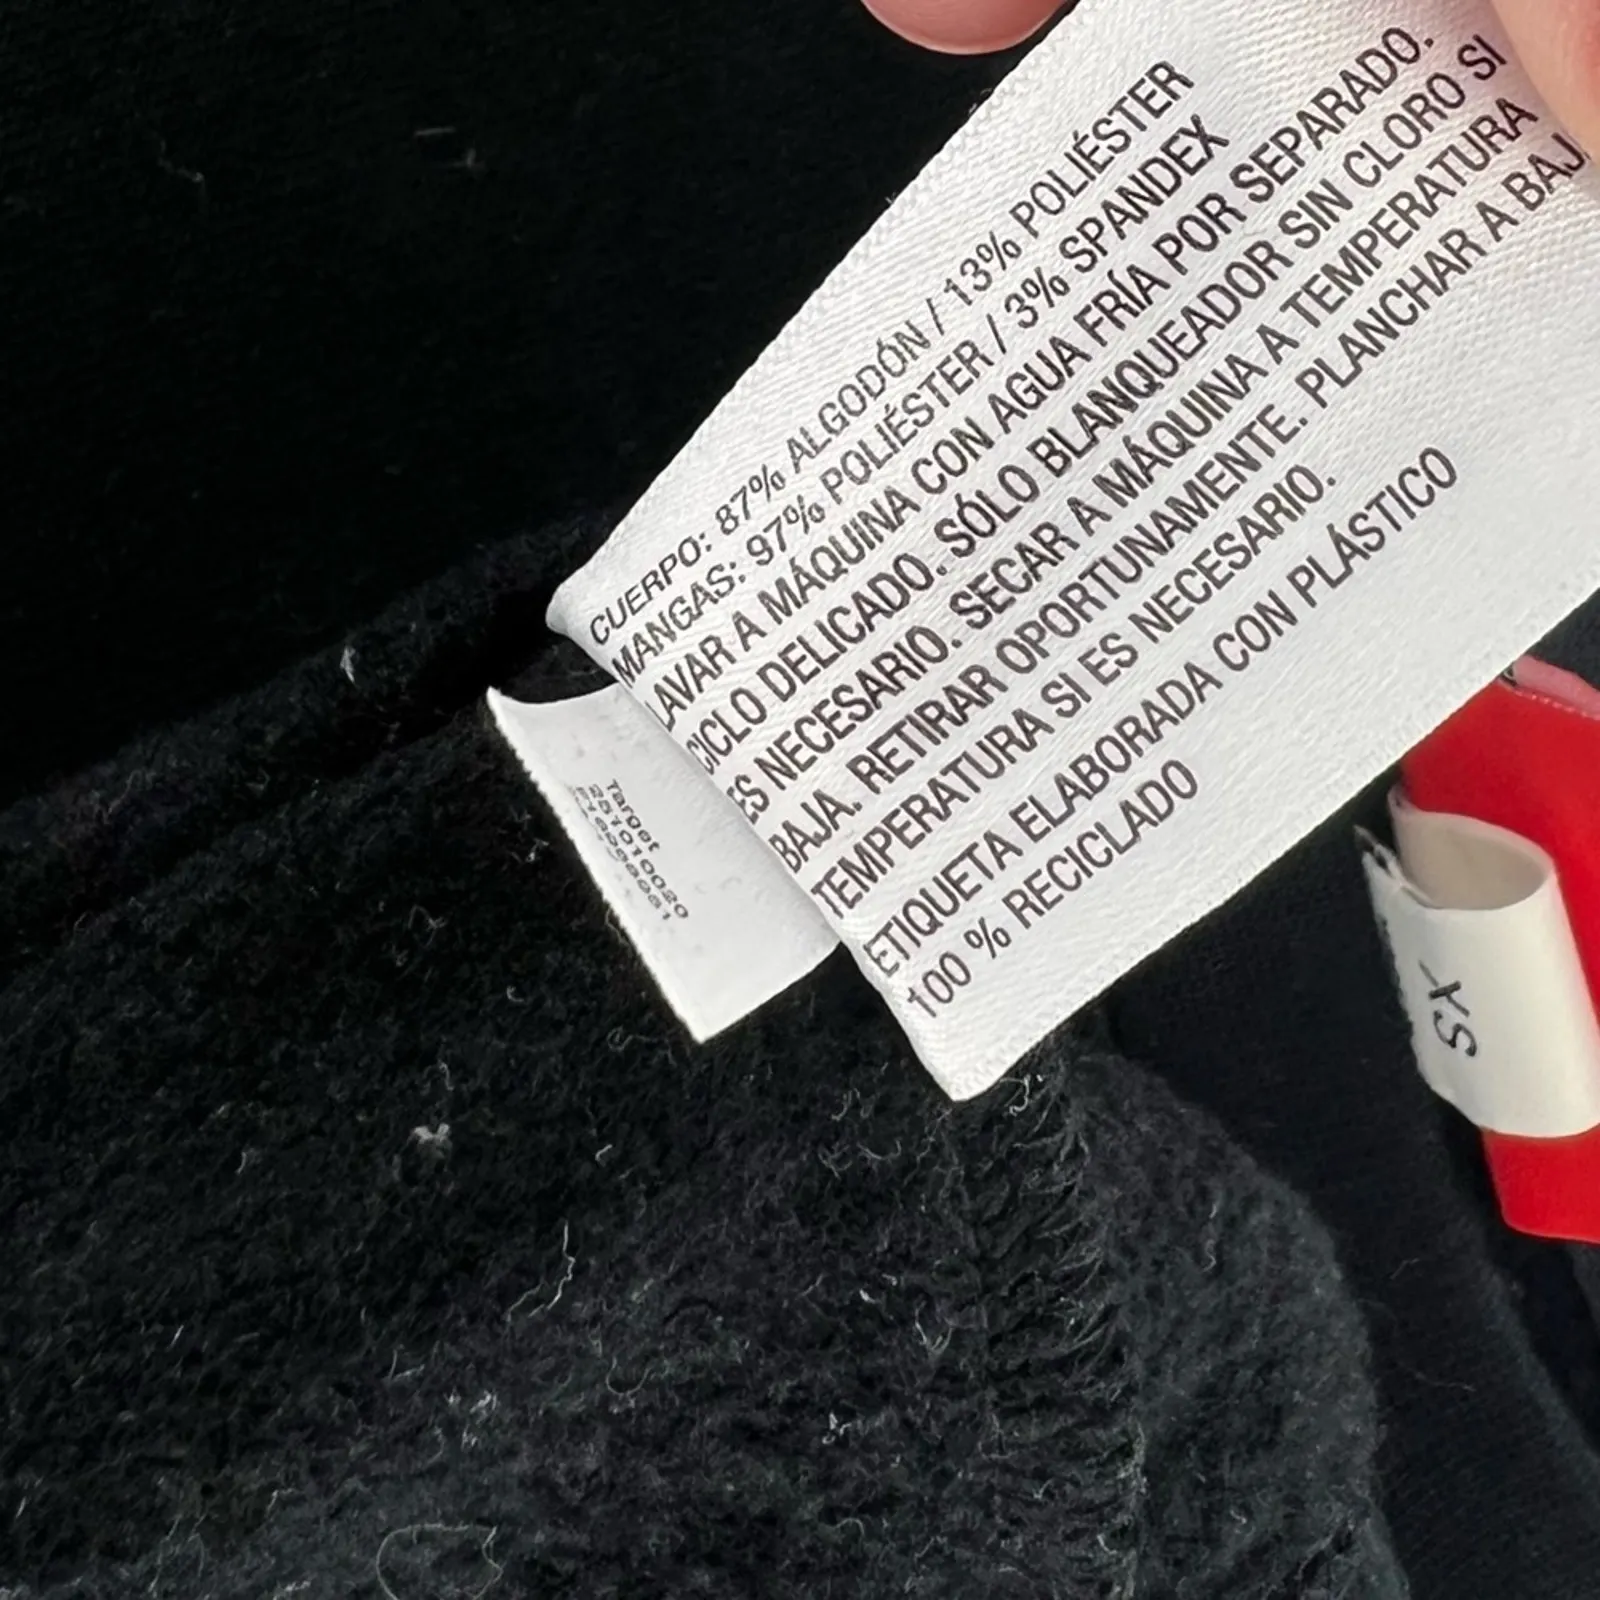 CUERPO: 87% ALGODÓN / 13% POLIÉSTER
MANGAS: 97% POLIÉSTER / 3% SPANDEX
LAVAR A MÁQUINA CON AGUA FRÍA POR SEPARADO.
CICLO DELICADO. SÓLO BLANQUEADOR SIN CLORO SI
ES NECESARIO. SECAR A MÁQUINA A TEMPERATURA
BAJA. RETIRAR OPORTUNAMENTE. PLANCHAR A
TEMPERATURA SI ES NECESARIO.
ETIQUETA ELABORADA CON PLÁSTICO
100 % RECICLADO
Target
XS